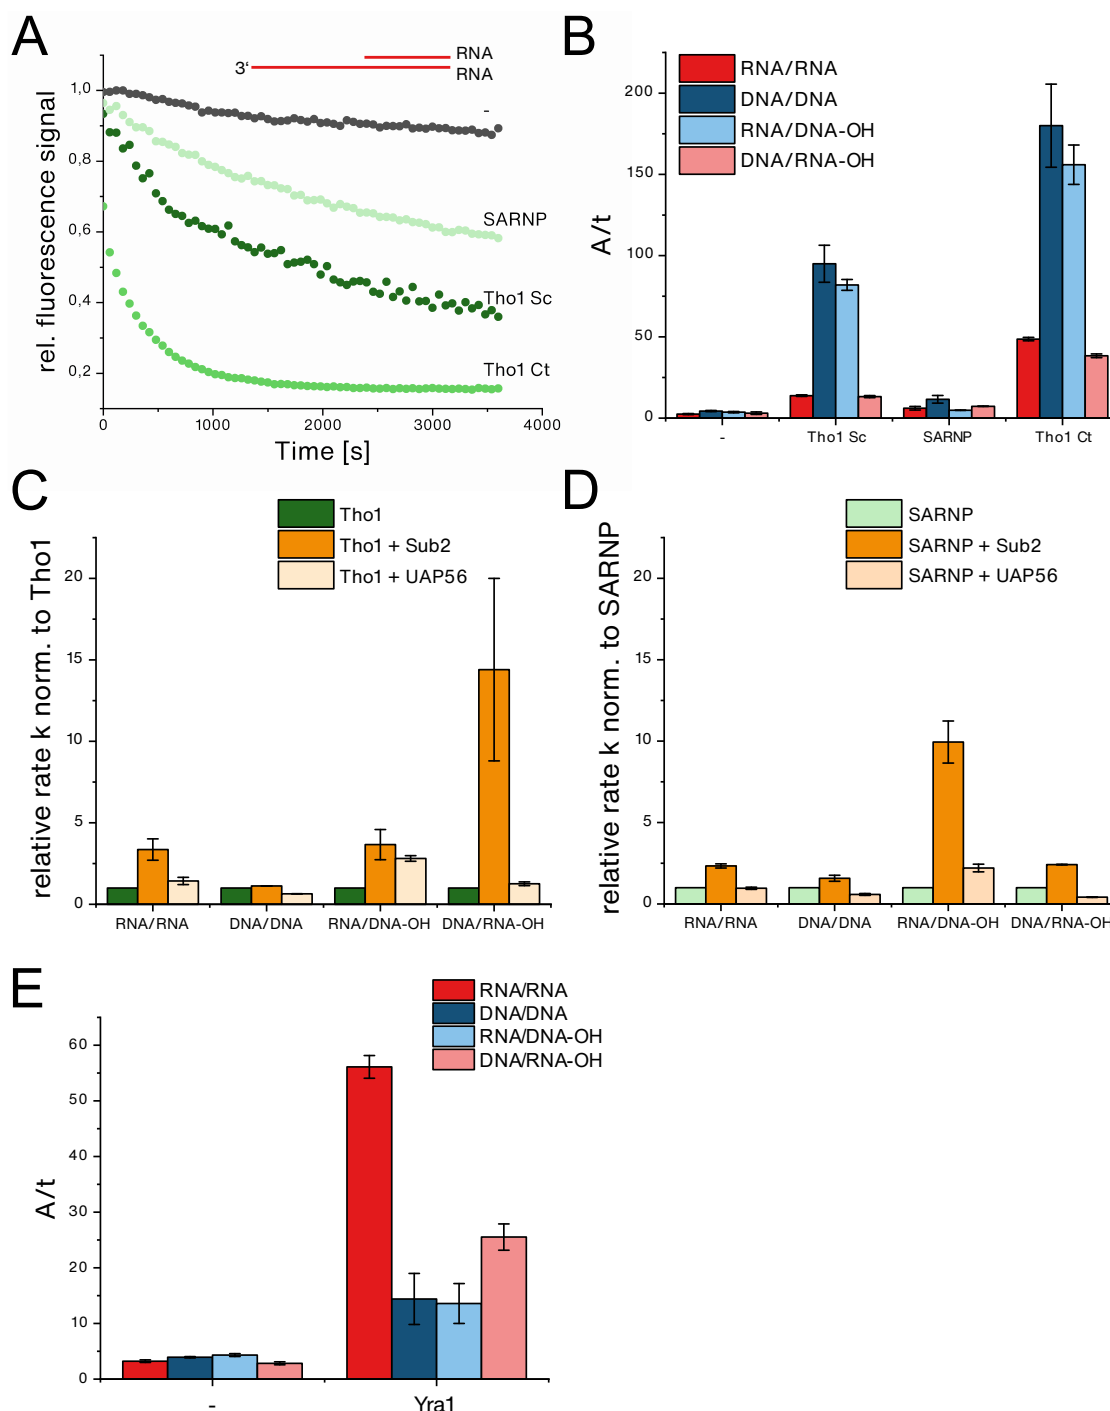 A
RNA
3‘
RNA
1,0
0,8
0,6
0,4
0,2
-
SARNP
Tho1 Sc
Tho1 Ct
rel. fluorescence signal
0
1000
2000
3000
4000
Time [s]
B
RNA/RNA
DNA/DNA
RNA/DNA-OH
DNA/RNA-OH
200
150
100
50
0
A/t
-
Tho1 Sc
SARNP
Tho1 Ct
C
Tho1
Tho1 + Sub2
Tho1 + UAP56
relative rate k norm. to Tho1
20
15
10
5
0
RNA/RNA
DNA/DNA
RNA/DNA-OH
DNA/RNA-OH
D
SARNP
SARNP + Sub2
SARNP + UAP56
relative rate k norm. to SARNP
20
15
10
5
0
RNA/RNA
DNA/DNA
RNA/DNA-OH
DNA/RNA-OH
E
RNA/RNA
DNA/DNA
RNA/DNA-OH
DNA/RNA-OH
60
50
40
30
20
10
0
A/t
-
Yra1